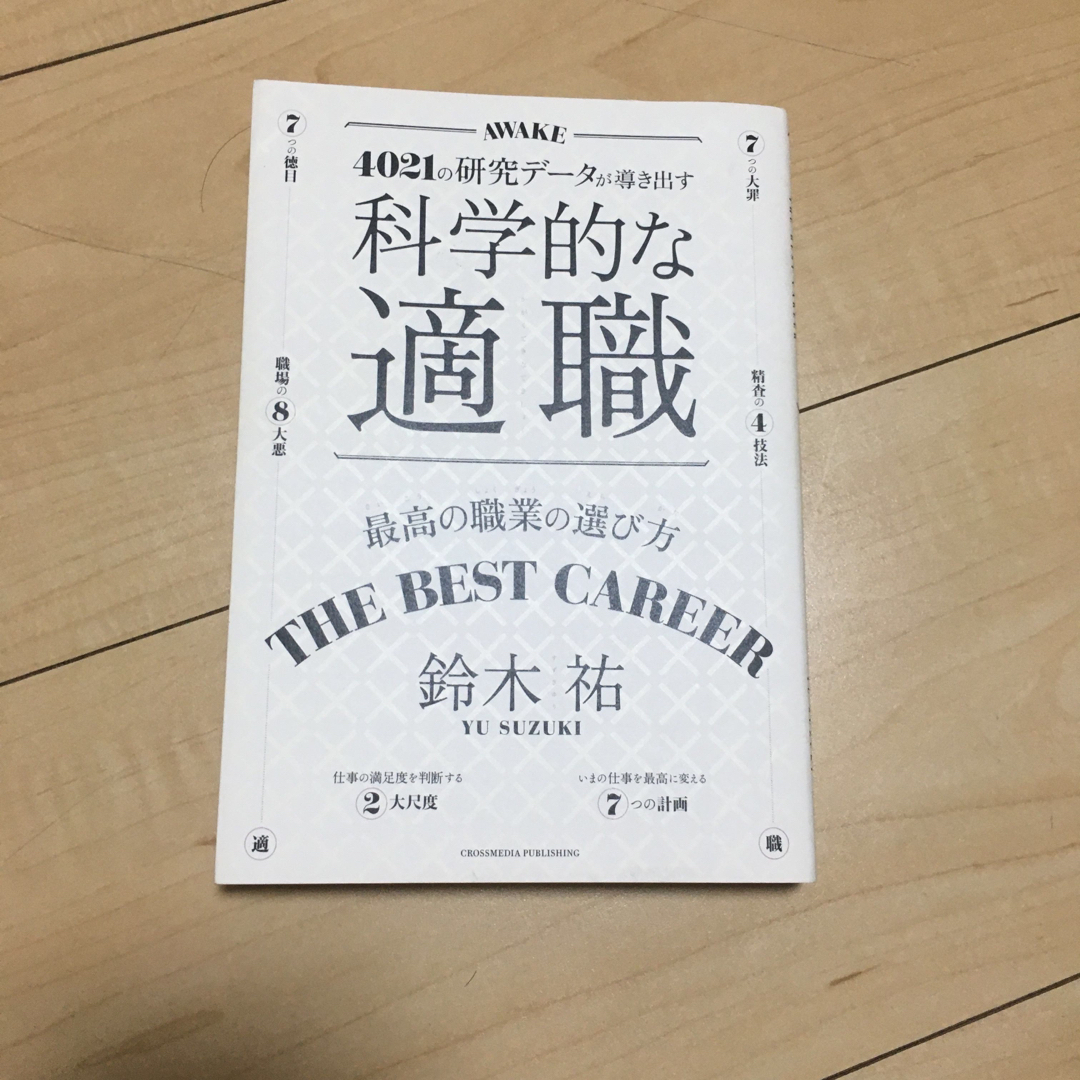 AWAKE
4021の研究データが導き出す
科学的な
適職
最高の職業の選び方
THE BEST CAREER
鈴木 祐
YU SUZUKI
7つの徳目
職場の8大悪
適
7つの大罪
精査の4技法
職
仕事の満足度を判断する
2大尺度
いまの仕事を最高に変える
7つの計画
CROSSMEDIA PUBLISHING